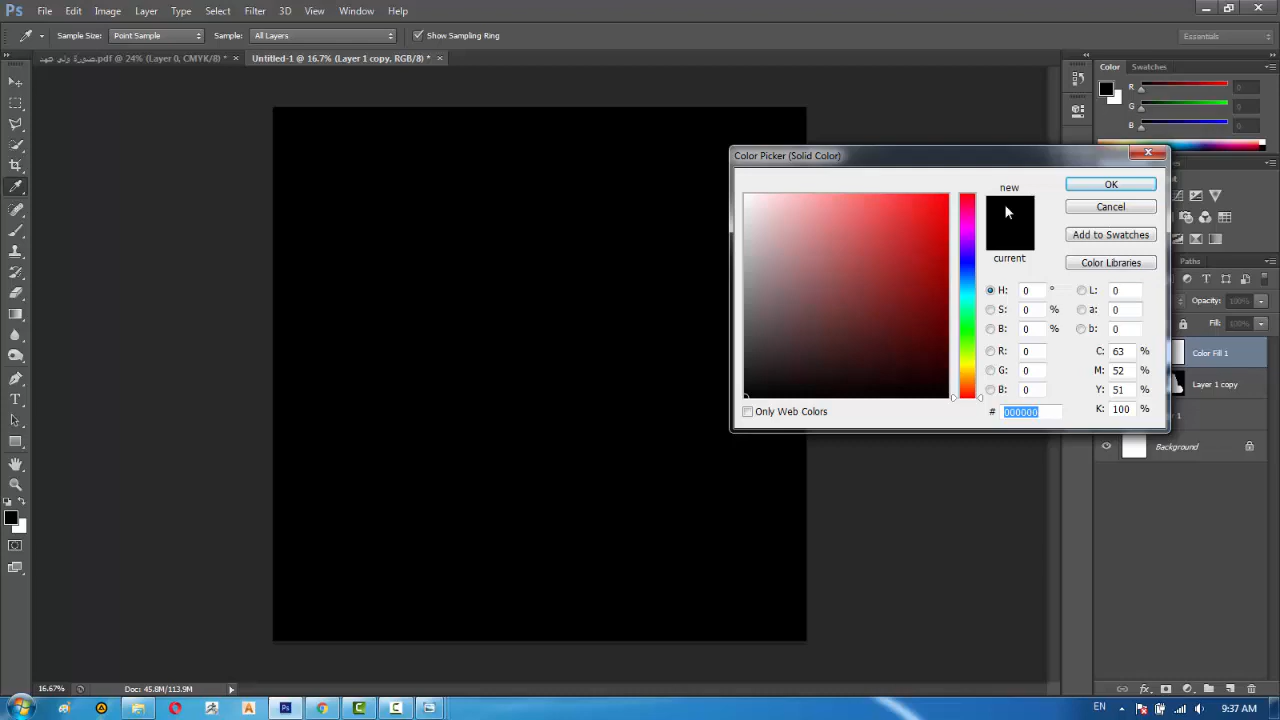 Ps File Edit Image Layer Type Select Filter 3D View Window Help
Sample Size: Point Sample Sample: All Layers Show Sampling Ring Essentials
صورة ولي عهد.pdf @ 24% (Layer 0, CMYK/8) * × Untitled-1 @ 16.7% (Layer 1 copy, RGB/8) * ×
Color Swatches
R 0
G 0
B 0
Color Picker (Solid Color)
new
current
OK
Cancel
Add to Swatches
Color Libraries
H: 0 ° L: 0
S: 0 % a: 0
B: 0 % b: 0
R: 0 C: 63 %
G: 0 M: 52 %
B: 0 Y: 51 %
# 000000 K: 100 %
Only Web Colors
Paths
Opacity: 100%
Fill: 100%
Color Fill 1
Layer 1 copy
1
Background
16.67% Doc: 45.8M/113.9M
EN 9:37 AM